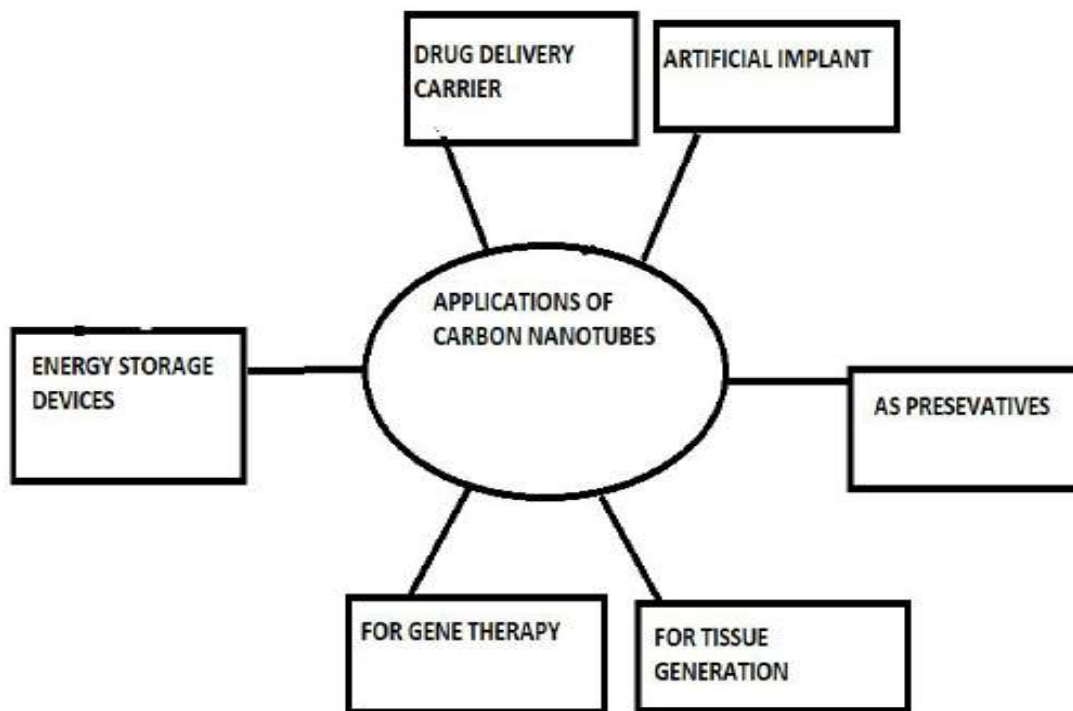 DRUG DELIVERY
CARRIER
ARTIFICIAL IMPLANT
APPLICATIONS OF
CARBON NANOTUBES
ENERGY STORAGE
DEVICES
AS PRESEVATIVES
FOR GENE THERAPY
FOR TISSUE
GENERATION